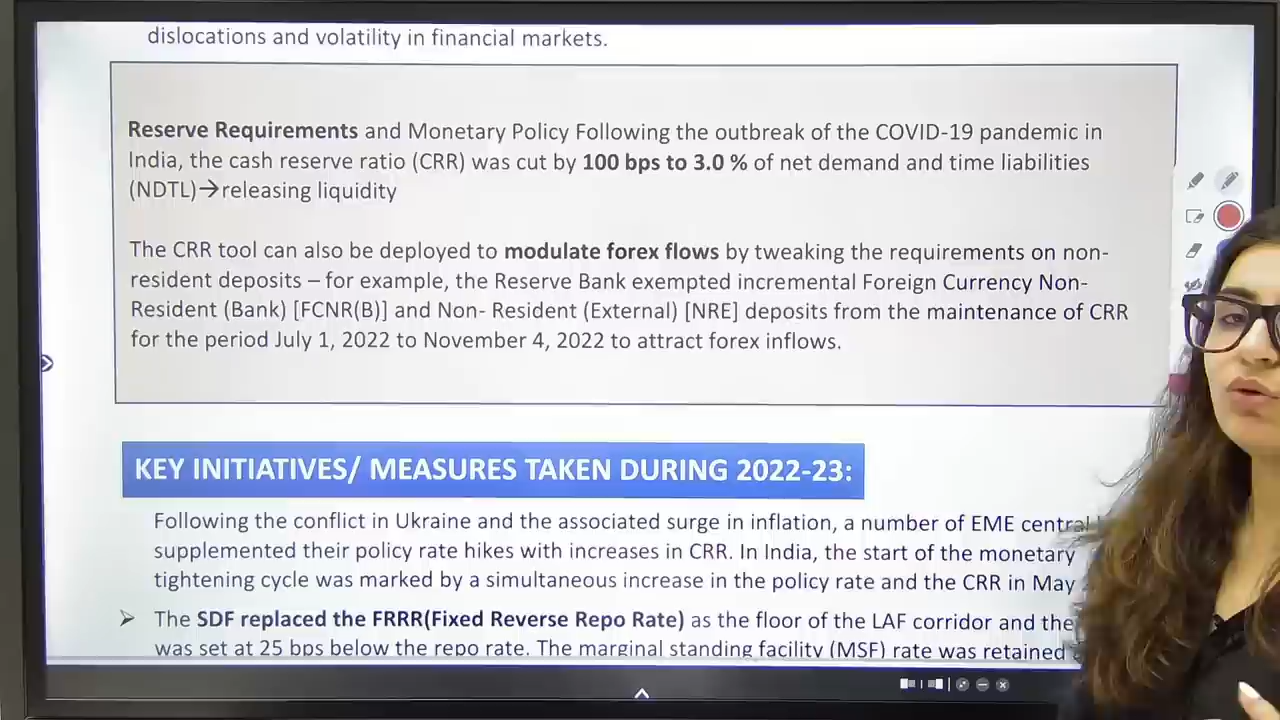 dislocations and volatility in financial markets.
Reserve Requirements and Monetary Policy Following the outbreak of the COVID-19 pandemic in
India, the cash reserve ratio (CRR) was cut by 100 bps to 3.0 % of net demand and time liabilities
(NDTL)→releasing liquidity
The CRR tool can also be deployed to modulate forex flows by tweaking the requirements on non-
resident deposits – for example, the Reserve Bank exempted incremental Foreign Currency Non-
Resident (Bank) [FCNR(B)] and Non- Resident (External) [NRE] deposits from the maintenance of CRR
for the period July 1, 2022 to November 4, 2022 to attract forex inflows.
KEY INITIATIVES/ MEASURES TAKEN DURING 2022-23:
Following the conflict in Ukraine and the associated surge in inflation, a number of EME central
supplemented their policy rate hikes with increases in CRR. In India, the start of the monetary
tightening cycle was marked by a simultaneous increase in the policy rate and the CRR in May
➢ The SDF replaced the FRRR(Fixed Reverse Repo Rate) as the floor of the LAF corridor and the
was set at 25 bps below the repo rate. The marginal standing facility (MSF) rate was retained